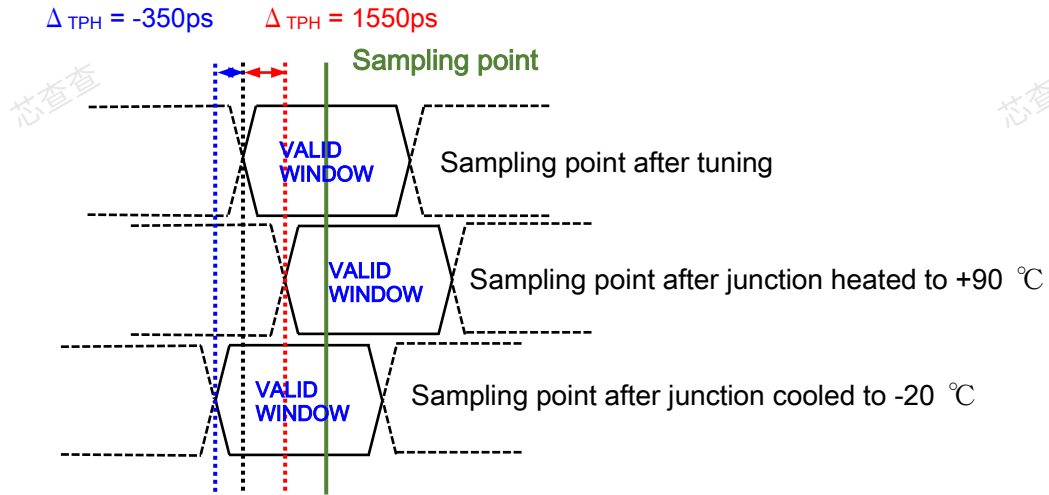 Δ TPH = -350ps
Δ TPH = 1550ps
Sampling point
芯查查
芯查查
VALID
WINDOW
Sampling point after tuning
VALID
WINDOW
Sampling point after junction heated to +90 ℃
VALID
WINDOW
Sampling point after junction cooled to -20 ℃